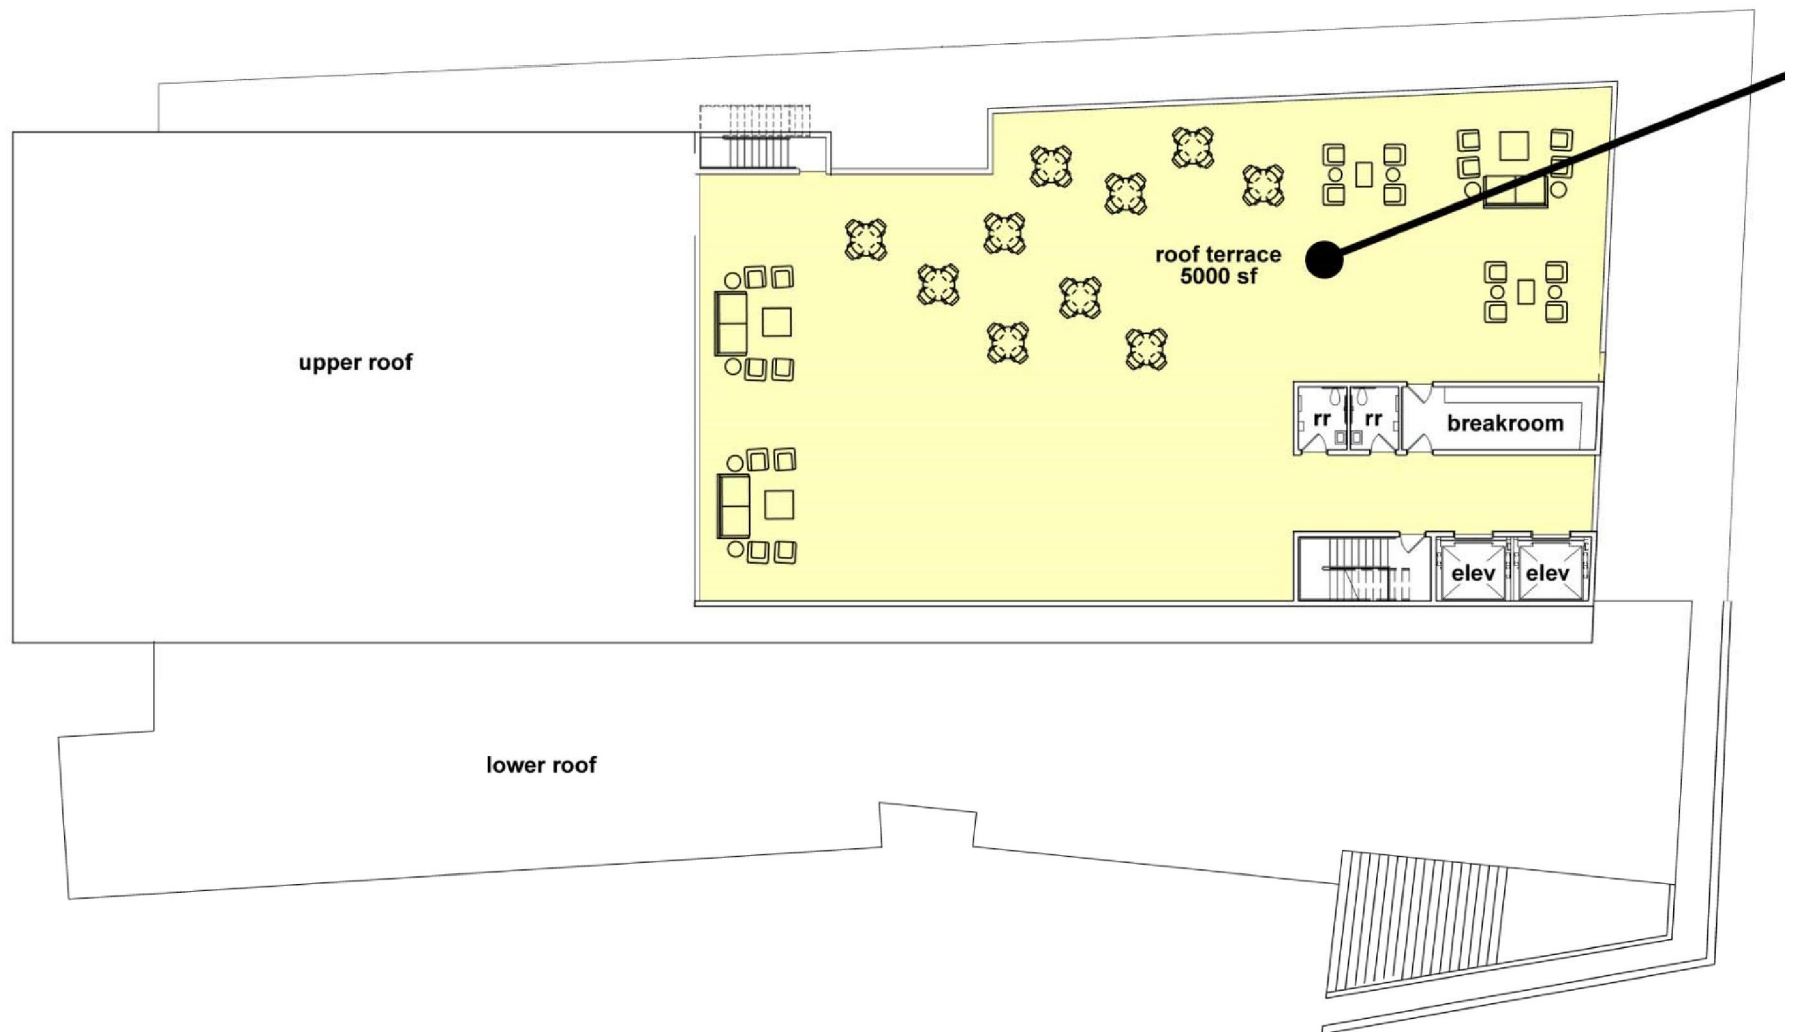 roof terrace
5000 sf
upper roof
rr
rr
breakroom
elev
elev
lower roof